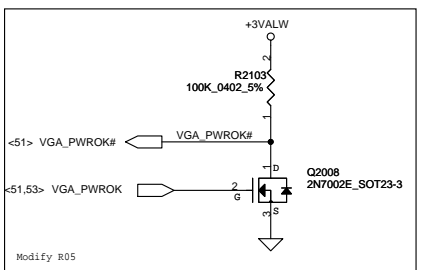 +3VALW
2
R2103
100K_0402_5%
1
<51> VGA_PWROK#
VGA_PWROK#
1
D
Q2008
2N7002E_SOT23-3
<51,53> VGA_PWROK
2
G
3
S
Modify R05